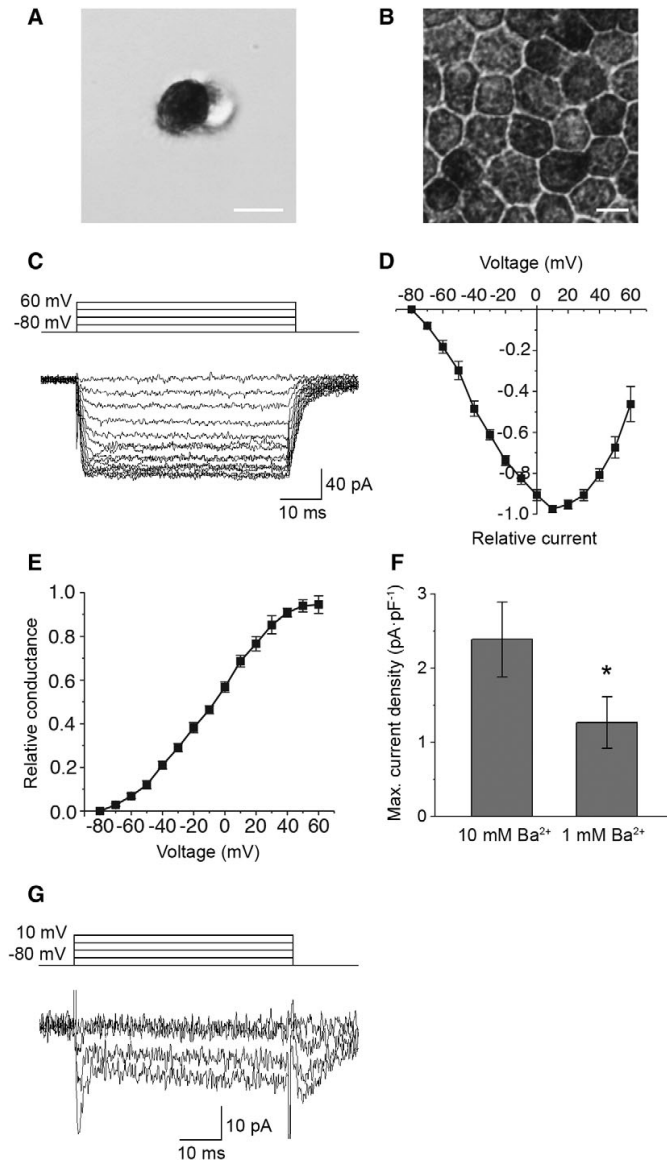 A
B
C
60 mV
-80 mV
40 pA
10 ms
D
Voltage (mV)
-80 -60 -40 -20 0 20 40 60
-0.2
-0.4
-0.6
-0.8
-1.0
Relative current
E
Relative conductance
1.0
0.8
0.6
0.4
0.2
0.0
-80 -60 -40 -20 0 20 40 60
Voltage (mV)
F
Max. current density (pA·pF⁻¹)
3
2
1
0
*
10 mM Ba²⁺ 1 mM Ba²⁺
G
10 mV
-80 mV
10 pA
10 ms